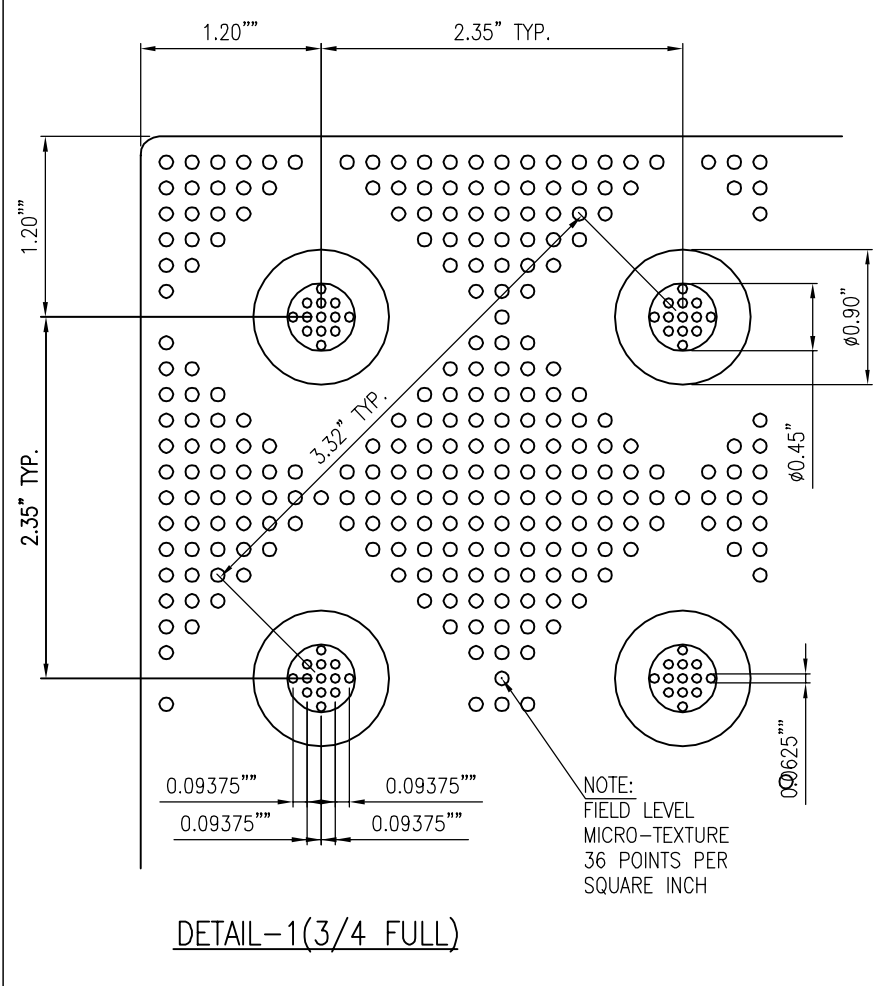 1.20""
2.35" TYP.
1.20""
2.35" TYP.
3.32" TYP.
ø0.90"
ø0.45"
0.0625""
0.09375"" 0.09375""
0.09375"" 0.09375""
NOTE:
FIELD LEVEL
MICRO-TEXTURE
36 POINTS PER
SQUARE INCH
DETAIL-1(3/4 FULL)